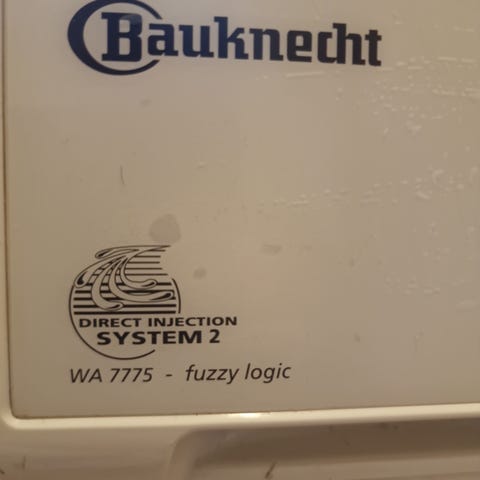 Bauknecht
DIRECT INJECTION
SYSTEM 2
WA 7775 - fuzzy logic